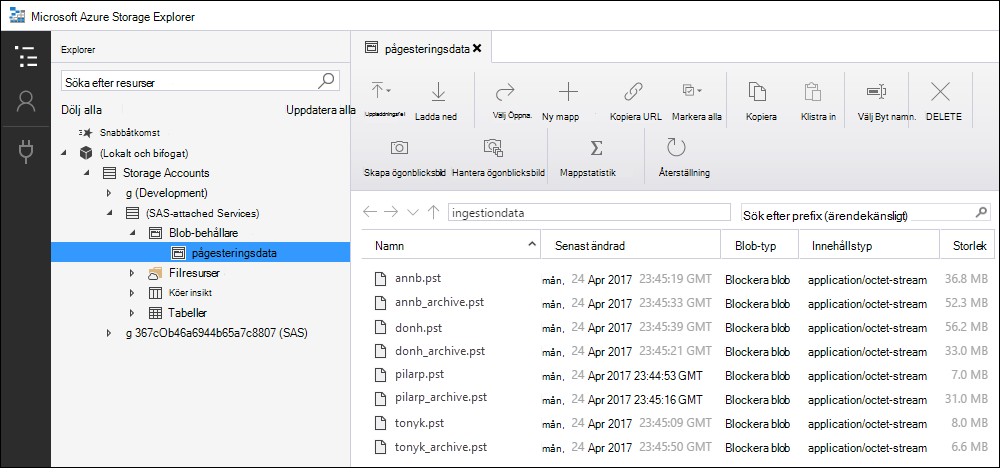 Microsoft Azure Storage Explorer
Explorer
Söka efter resurser
Dölj alla Uppdatera alla
Snabbåtkomst
(Lokalt och bifogat)
Storage Accounts
g (Development)
(SAS-attached Services)
Blob-behållare
pågesteringsdata
Filresurser
Köer insikt
Tabeller
g 367cOb46a6944b65a7c8807 (SAS)
pågesteringsdata
Uppladdningsfel Ladda ned Välj Öppna. Ny mapp Kopiera URL Markera alla Kopiera Klistra in Välj Byt namn. DELETE
Skapa ögonblicksbild Hantera ögonblicksbild Mappstatistik Återställning
ingestiondata Sök efter prefix (ärendekänsligt)
Namn Senast ändrad Blob-typ Innehållstyp Storlek
annb.pst mån, 24 Apr 2017 23:45:19 GMT Blockera blob application/octet-stream 36.8 MB
annb_archive.pst mån, 24 Apr 2017 23:45:33 GMT Blockera blob application/octet-stream 52.3 MB
donh.pst mån, 24 Apr 2017 23:45:39 GMT Blockera blob application/octet-stream 56.2 MB
donh_archive.pst mån, 24 Apr 2017 23:45:21 GMT Blockera blob application/octet-stream 33.0 MB
pilarp.pst mån, 24 Apr 2017 23:44:53 GMT Blockera blob application/octet-stream 7.0 MB
pilarp_archive.pst mån, 24 Apr 2017 23:45:16 GMT Blockera blob application/octet-stream 31.0 MB
tonyk.pst mån, 24 Apr 2017 23:45:09 GMT Blockera blob application/octet-stream 8.0 MB
tonyk_archive.pst mån, 24 Apr 2017 23:45:50 GMT Blockera blob application/octet-stream 6.6 MB